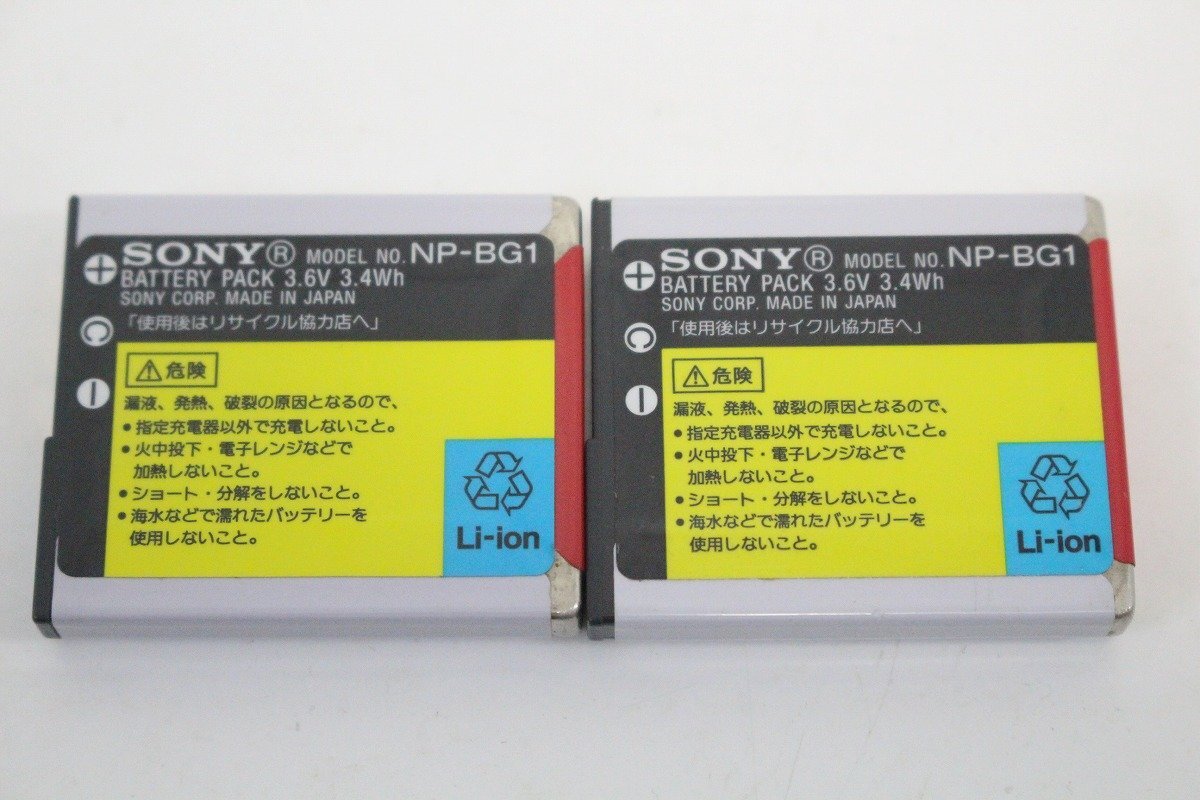 SONY® MODEL NO. NP-BG1
BATTERY PACK 3.6V 3.4Wh
SONY CORP. MADE IN JAPAN
「使用後はリサイクル協力店へ」
危険
漏液、発熱、破裂の原因となるので、
•指定充電器以外で充電しないこと。
•火中投下・電子レンジなどで
加熱しないこと。
•ショート・分解をしないこと。
•海水などで濡れたバッテリーを
使用しないこと。
Li-ion
SONY® MODEL NO. NP-BG1
BATTERY PACK 3.6V 3.4Wh
SONY CORP. MADE IN JAPAN
「使用後はリサイクル協力店へ」
危険
漏液、発熱、破裂の原因となるので、
•指定充電器以外で充電しないこと。
•火中投下・電子レンジなどで
加熱しないこと。
•ショート・分解をしないこと。
•海水などで濡れたバッテリーを
使用しないこと。
Li-ion